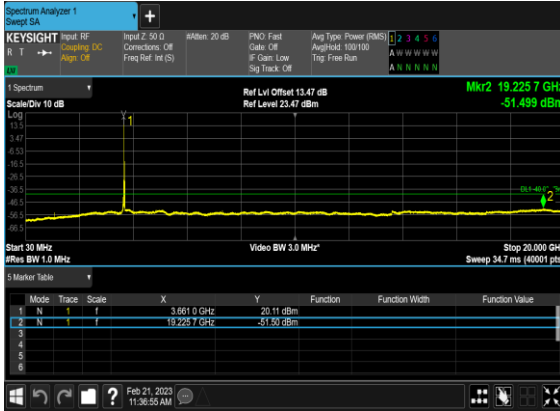 Spectrum Analyzer 1
Swept SA
+
KEYSIGHT Input: RF Input Z: 50 Ω #Atten: 20 dB PNO: Fast Avg Type: Power (RMS) 1 2 3 4 5 6
R T Coupling: DC Corrections: Off Gate: Off Avg|Hold: 100/100 A W W W W W
Align: Off Freq Ref: Int (S) IF Gain: Low Trig: Free Run
Sig Track: Off A N N N N N
1 Spectrum
Ref Lvl Offset 13.47 dB Mkr2 19.225 7 GHz
Scale/Div 10 dB Ref Level 23.47 dBm -51.499 dBm
Log
13.5
3.47
-6.53
-16.5
-26.5
-36.5
-46.5
-56.5
-66.5
1
2
Start 30 MHz Video BW 3.0 MHz* Stop 20.000 GH
#Res BW 1.0 MHz Sweep 34.7 ms (40001 pts
5 Marker Table
Mode Trace Scale X Y Function Function Width Function Value
1 N 1 f 3.661 0 GHz 20.11 dBm
2 N 1 f 19.225 7 GHz -51.50 dBm
3
4
5
6
?
Feb 21, 2023
11:36:55 AM